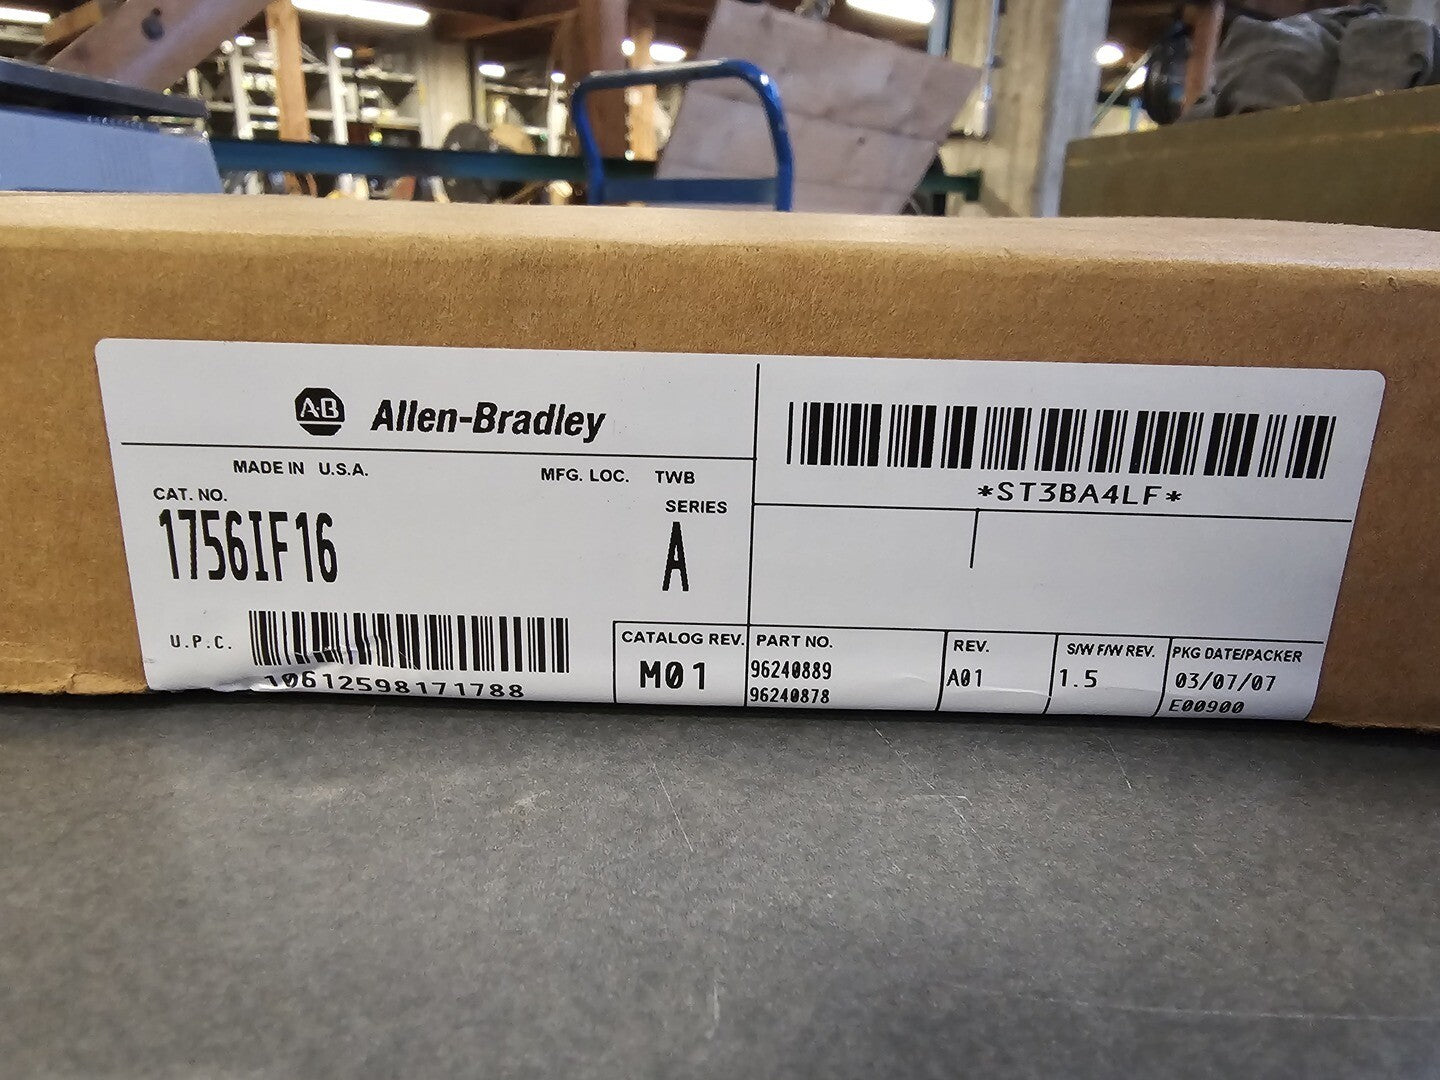 A-B Allen-Bradley
MADE IN U.S.A. MFG. LOC. TWB
CAT. NO. SERIES
1756IF16 A
U.P.C.
10612598171788
*ST3BA4LF*
CATALOG REV. PART NO. REV. S/W F/W REV. PKG DATE/PACKER
M01 96240889 A01 1.5 03/07/07
96240878 E00900